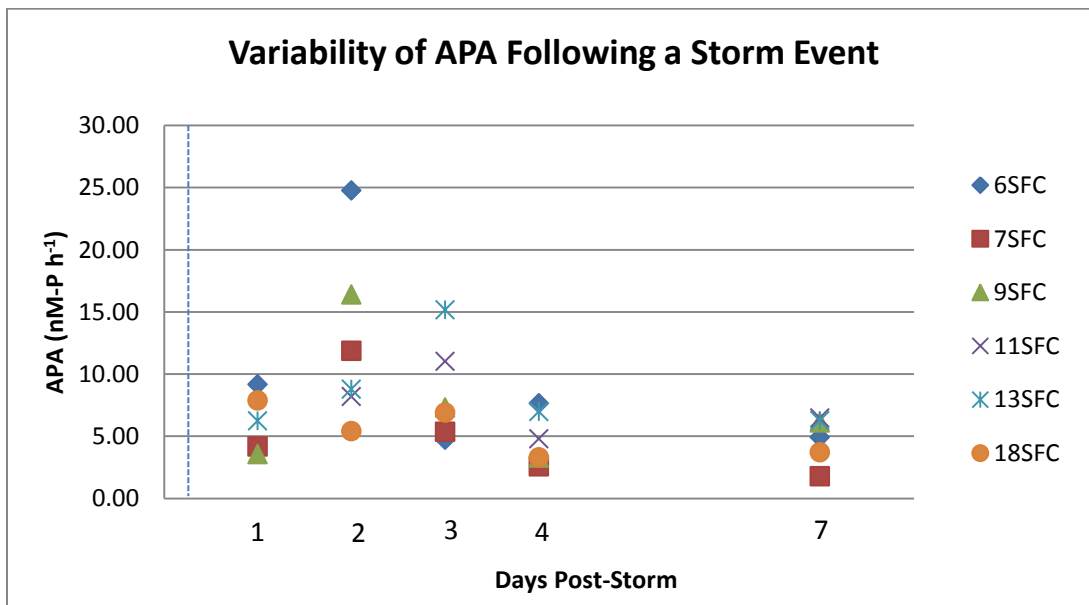 Variability of APA Following a Storm Event
30.00
25.00
20.00
15.00
10.00
5.00
0.00
APA (nM-P h⁻¹)
1 2 3 4 7
Days Post-Storm
6SFC
7SFC
9SFC
11SFC
13SFC
18SFC